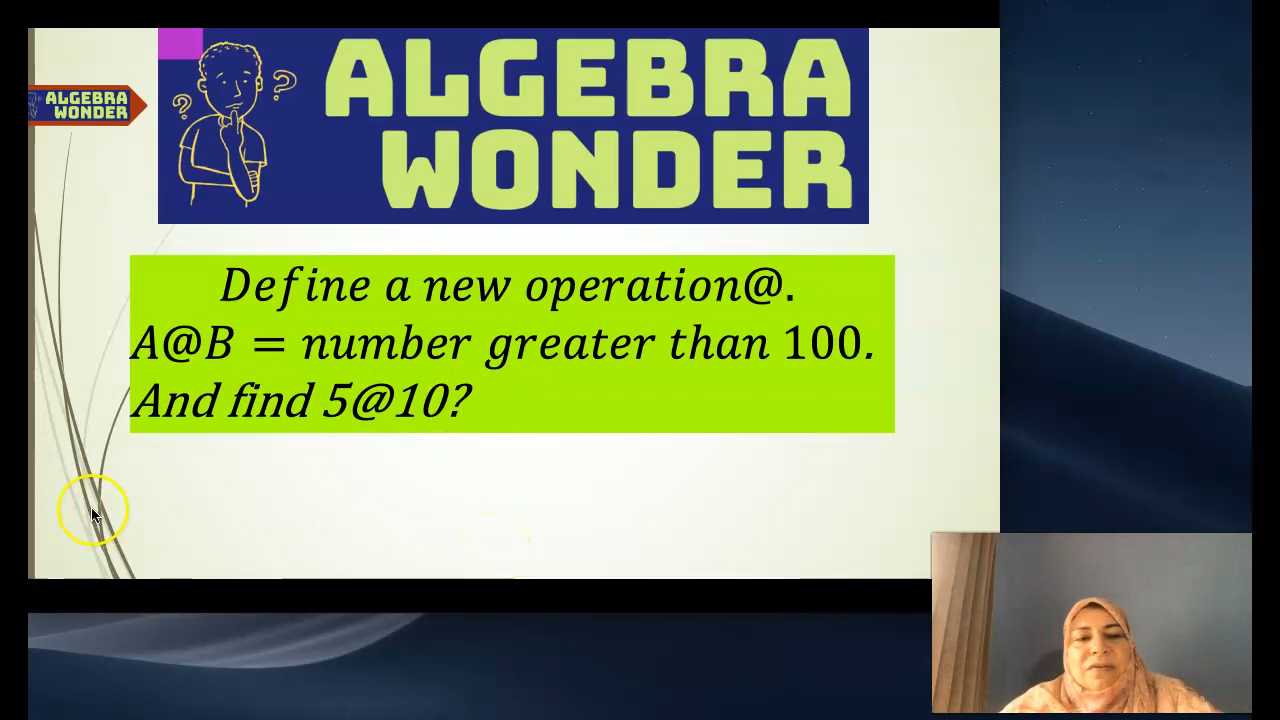 ALGEBRA
WONDER
ALGEBRA
WONDER
Define a new operation@.
A@B = number greater than 100.
And find 5@10?